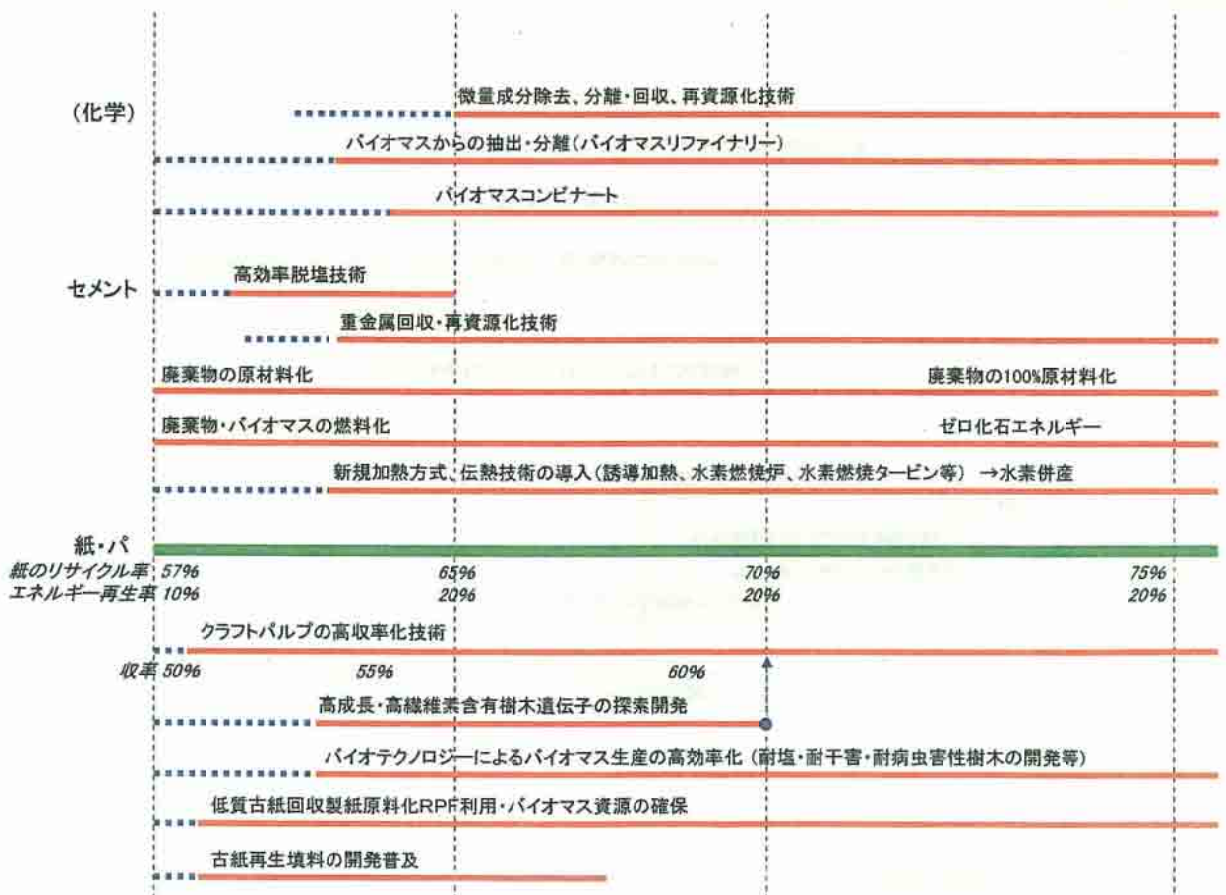 (化学)
微量成分除去、分離・回収、再資源化技術
バイオマスからの抽出・分離(バイオマスリファイナリー)
バイオマスコンビナート
セメント
高効率脱塩技術
重金属回収・再資源化技術
廃棄物の原材料化 廃棄物の100%原材料化
廃棄物・バイオマスの燃料化 ゼロ化石エネルギー
新規加熱方式、伝熱技術の導入(誘導加熱、水素燃焼炉、水素燃焼タービン等) →水素併産
紙・パ
紙のリサイクル率 57% 65% 70% 75%
エネルギー再生率 10% 20% 20% 20%
クラフトパルプの高収率化技術
収率 50% 55% 60%
高成長・高繊維素含有樹木遺伝子の探索開発
バイオテクノロジーによるバイオマス生産の高効率化 (耐塩・耐干害・耐病虫害性樹木の開発等)
低質古紙回収製紙原料化RPF利用・バイオマス資源の確保
古紙再生填料の開発普及